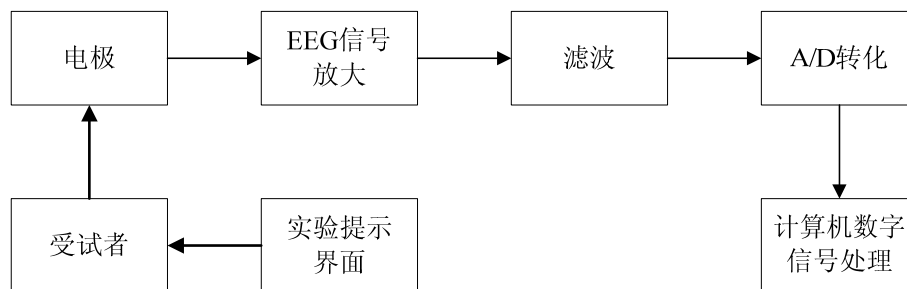 电极
EEG信号
放大
滤波
A/D转化
受试者
实验提示
界面
计算机数字
信号处理